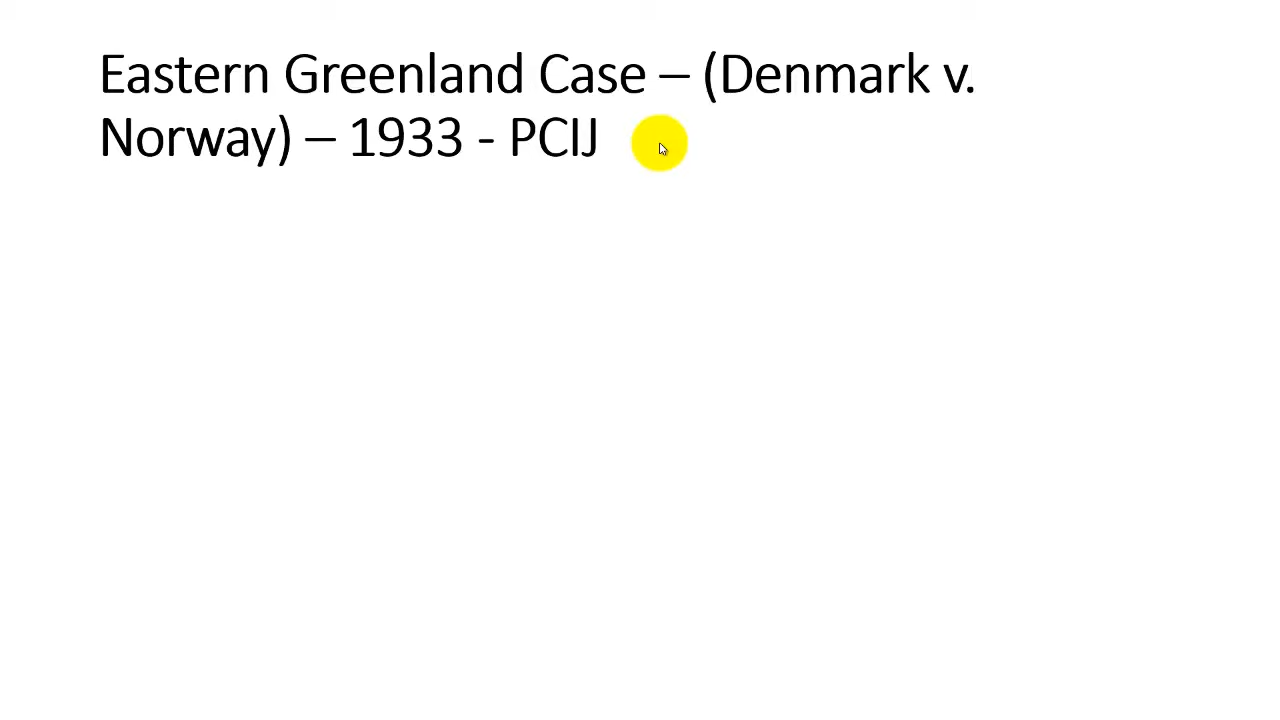 Eastern Greenland Case – (Denmark v.
Norway) – 1933 - PCIJ